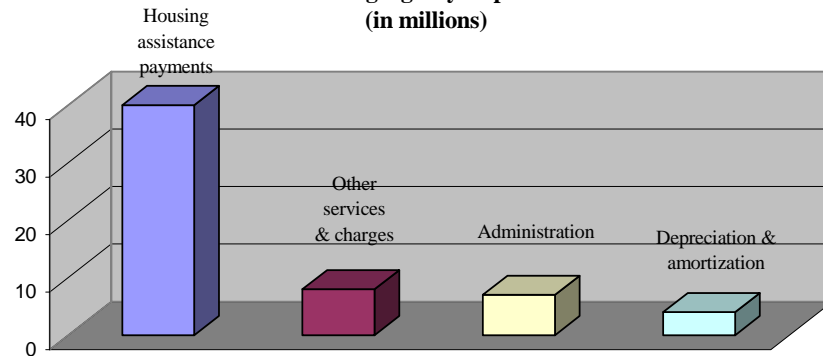 (in millions)
Housing
assistance
payments
40
30
20
10
0
Other
services
& charges
Administration
Depreciation &
amortization